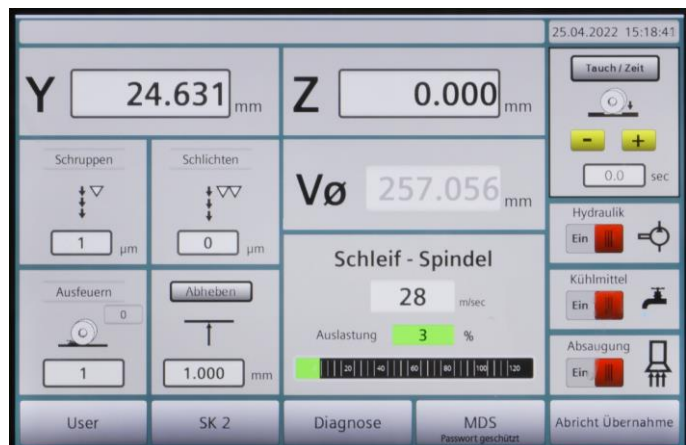 25.04.2022 15:18:41
Y 24.631 mm
Z 0.000 mm
Tauch / Zeit
- +
0.0 sec
Schruppen
1 µm
Schlichten
0 µm
Vø 257.056 mm
Hydraulik
Ein
Kühlmittel
Ein
Absaugung
Ein
Ausfeuern
0
1
Abheben
1.000 mm
Schleif - Spindel
28 m/sec
Auslastung 3 %
20 40 60 80 100 120
User
SK 2
Diagnose
MDS
Passwort geschützt
Abricht Übernahme